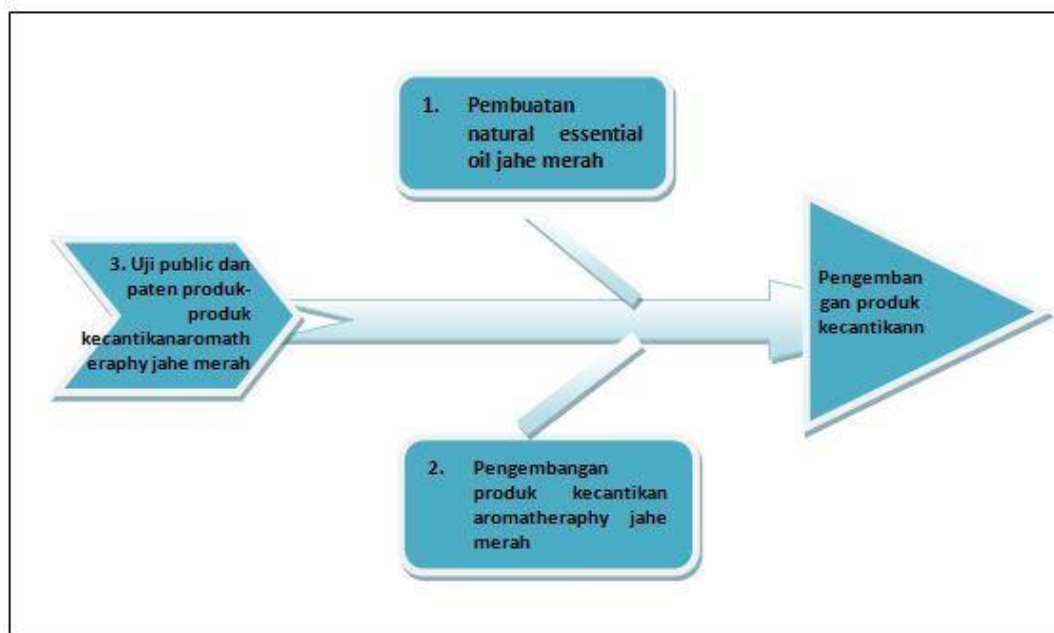 1. Pembuatan
natural essential
oil jahe merah
3. Uji public dan
paten produk-
produk
kecantikanaromath
eraphy jahe merah
Pengemban
gan produk
kecantikann
2. Pengembangan
produk kecantikan
aromatheraphy jahe
merah